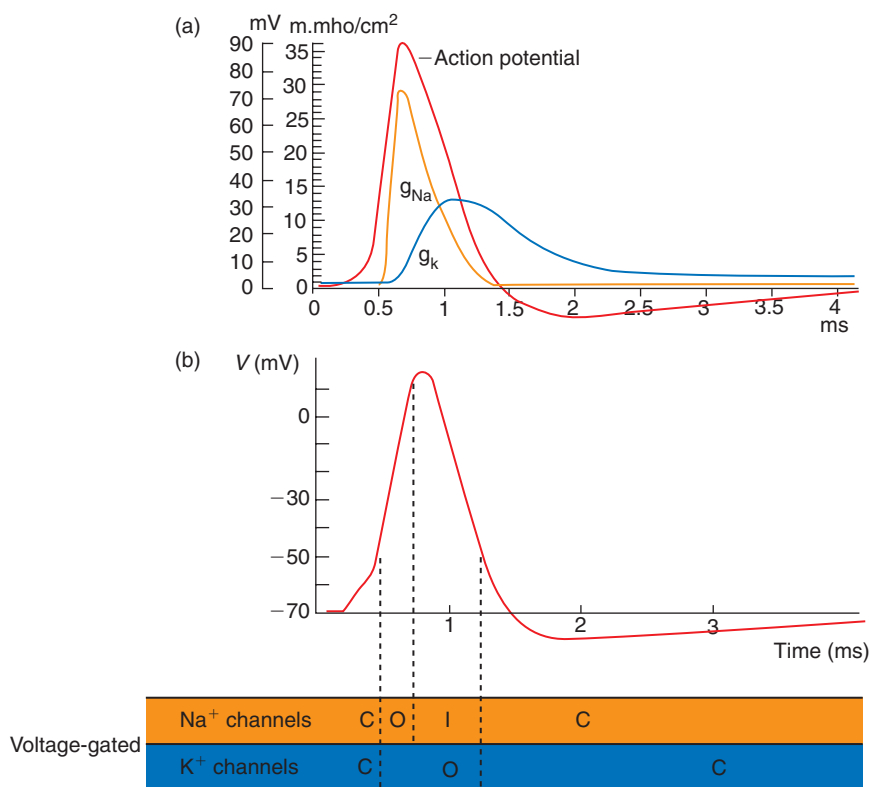 (a)
mV m.mho/cm²
90 35
80
30
70
25
60
50 20
40 15
30
10
20
5
10
0 0
Action potential
gNa
gk
0 0.5 1 1.5 2 2.5 3 3.5 4
ms
(b) V (mV)
0
−30
−50
−70
1 2 3
Time (ms)
Voltage-gated
Na⁺ channels C O I C
K⁺ channels C O C